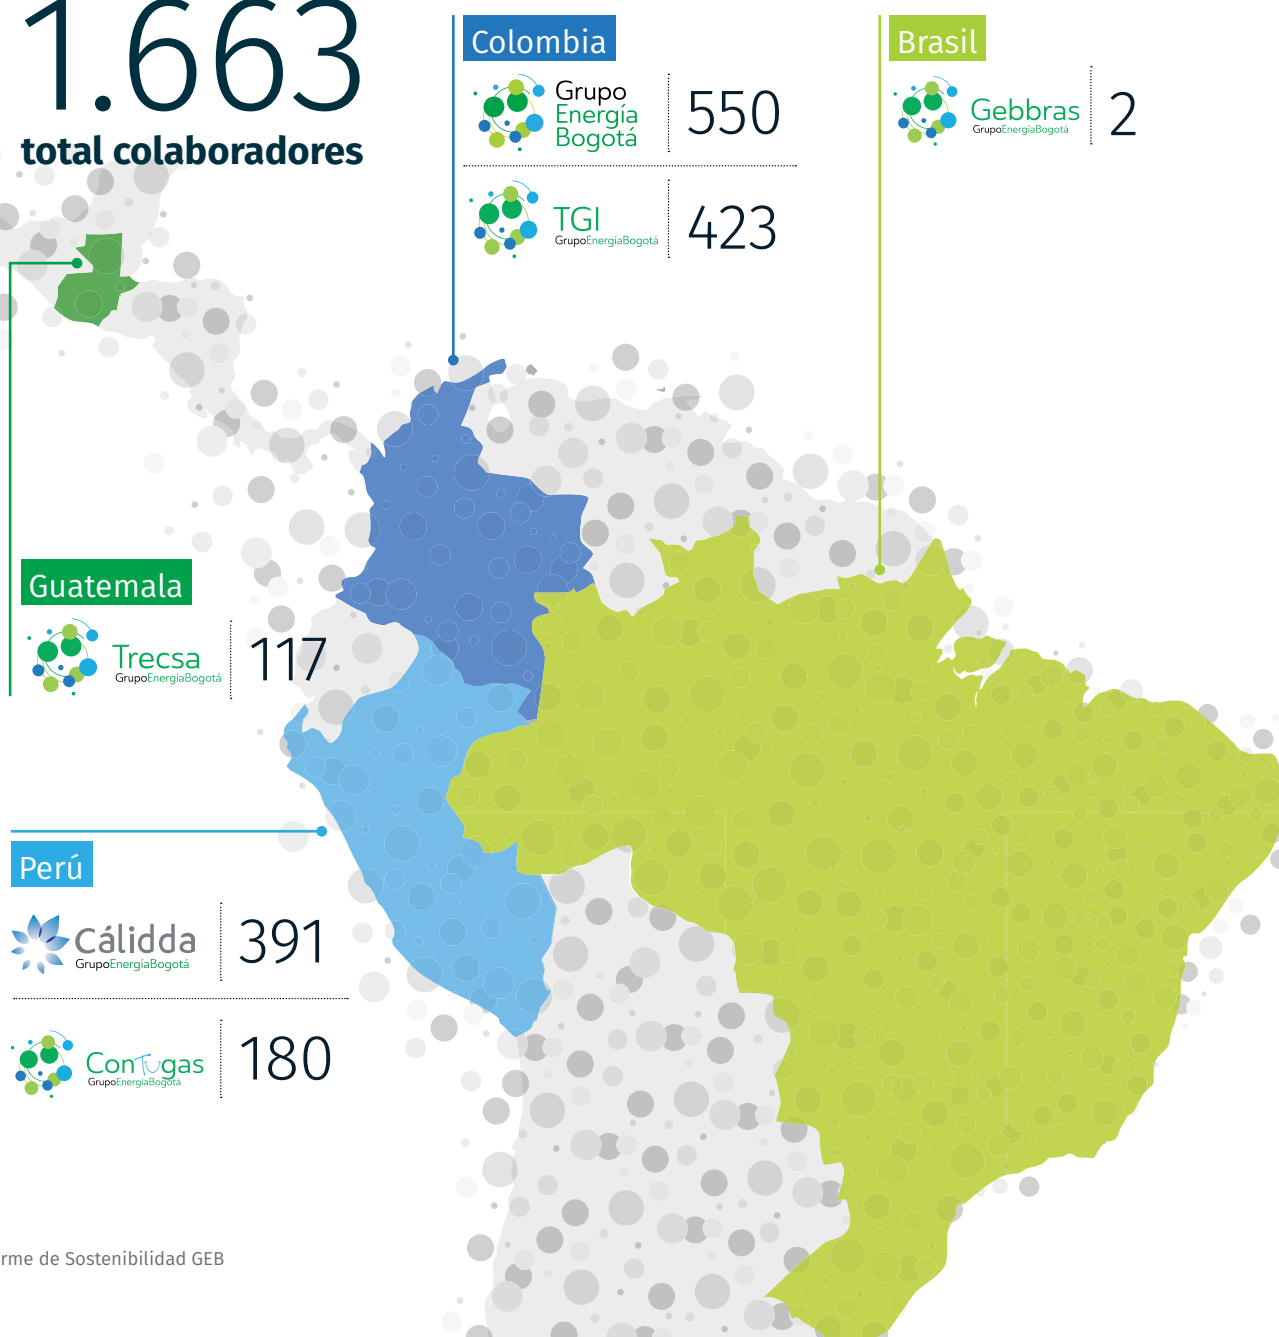 1.663
total colaboradores
Colombia
Grupo
Energía
Bogotá
550
TGI
GrupoEnergíaBogotá
423
Brasil
Gebbras
GrupoEnergíaBogotá
2
Guatemala
Trecsa
GrupoEnergíaBogotá
117
Perú
Cálidda
GrupoEnergíaBogotá
391
ConTugas
GrupoEnergíaBogotá
180
rme de Sostenibilidad GEB